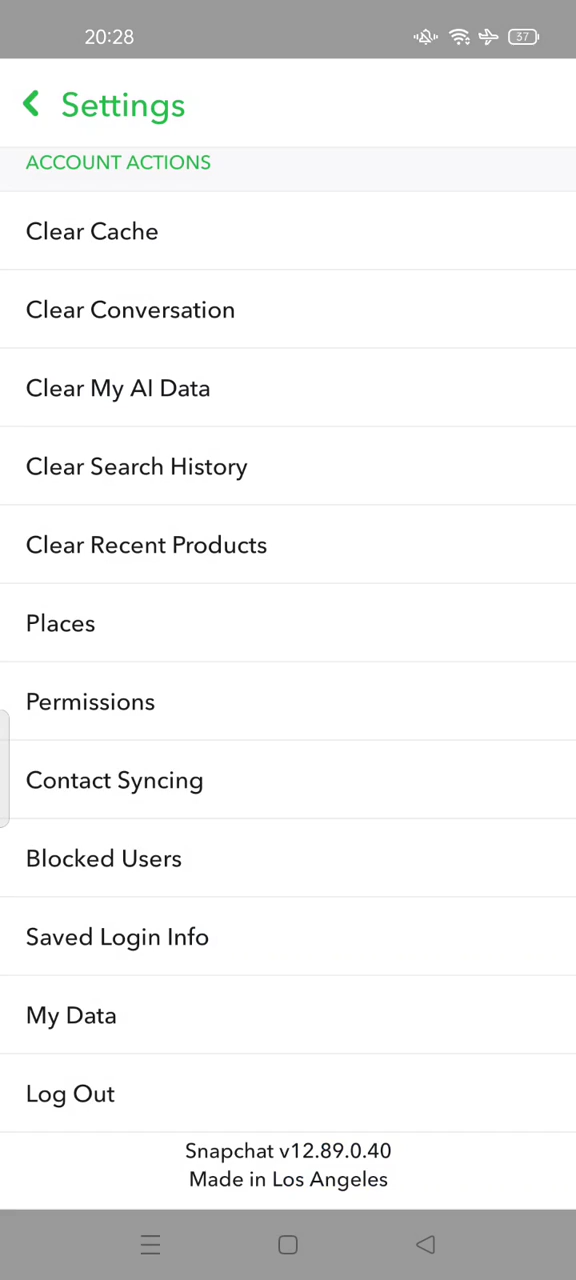 20:28
37
Settings
ACCOUNT ACTIONS
Clear Cache
Clear Conversation
Clear My AI Data
Clear Search History
Clear Recent Products
Places
Permissions
Contact Syncing
Blocked Users
Saved Login Info
My Data
Log Out
Snapchat v12.89.0.40
Made in Los Angeles